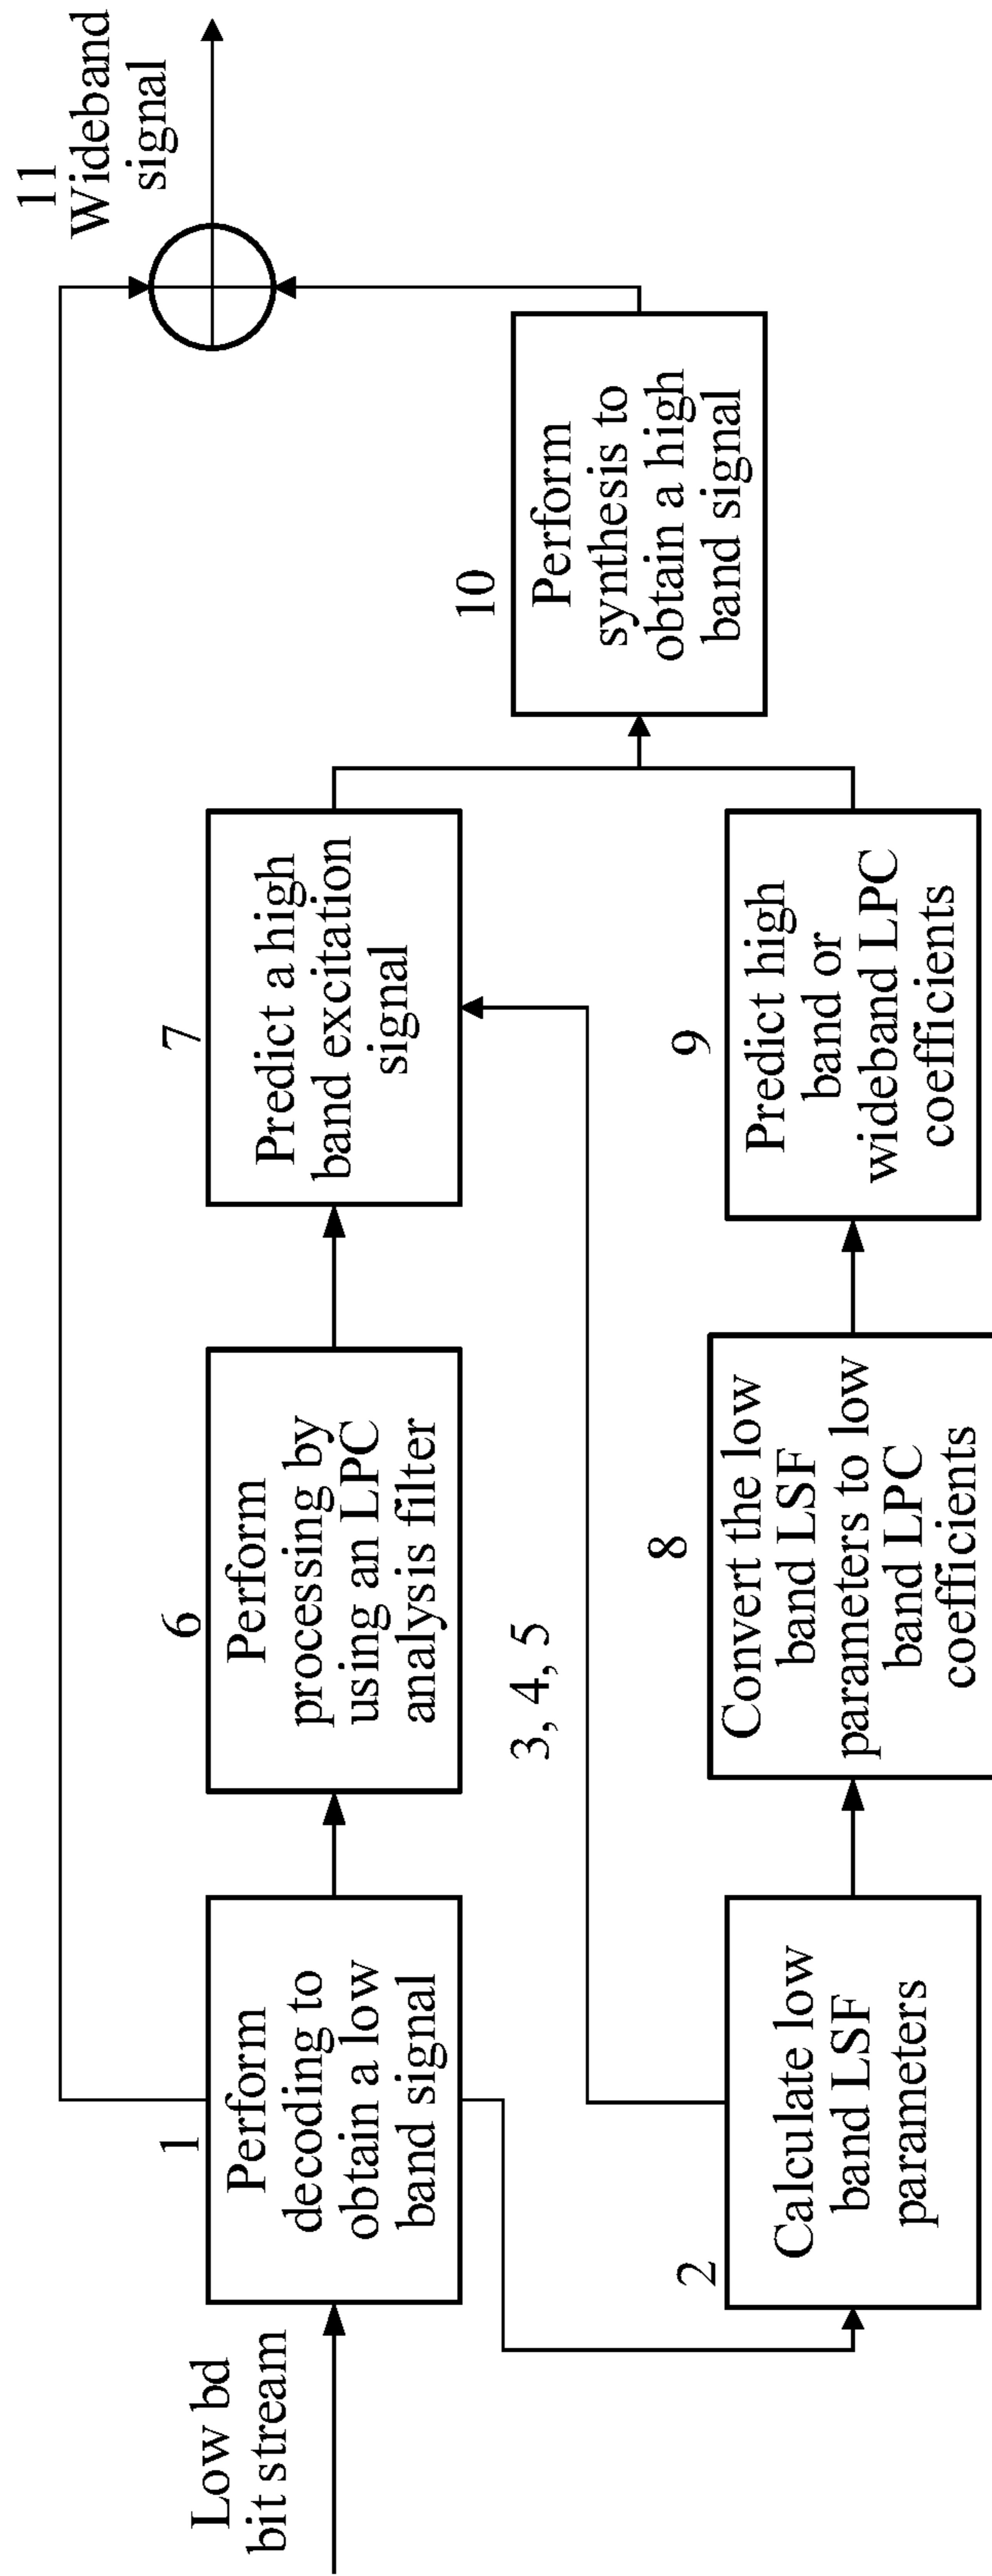 Low bd
bit stream
1
Perform
decoding to
obtain a low
band signal
6
Perform
processing by
using an LPC
analysis filter
7
Predict a high
band excitation
signal
11
Wideband
signal
3, 4, 5
10
Perform
synthesis to
obtain a high
band signal
2
Calculate low
band LSF
parameters
8
Convert the low
band LSF
parameters to low
band LPC
coefficients
9
Predict high
band or
wideband LPC
coefficients